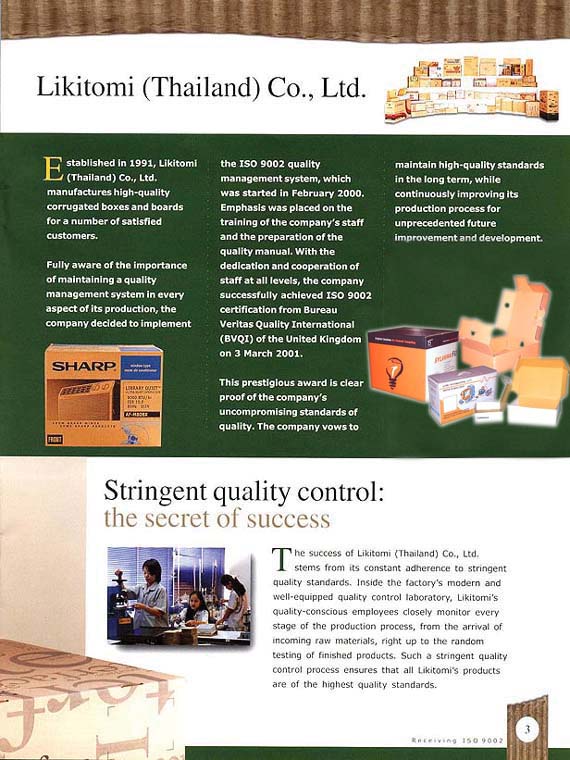 Likitomi (Thailand) Co., Ltd.
Established in 1991, Likitomi
(Thailand) Co., Ltd.
manufactures high-quality
corrugated boxes and boards
for a number of satisfied
customers.
Fully aware of the importance
of maintaining a quality
management system in every
aspect of its production, the
company decided to implement
the ISO 9002 quality
management system, which
was started in February 2000.
Emphasis was placed on the
training of the company's staff
and the preparation of the
quality manual. With the
dedication and cooperation of
staff at all levels, the company
successfully achieved ISO 9002
certification from Bureau
Veritas Quality International
(BVQI) of the United Kingdom
on 3 March 2001.
This prestigious award is clear
proof of the company's
uncompromising standards of
quality. The company vows to
maintain high-quality standards
in the long term, while
continuously improving its
production process for
unprecedented future
improvement and development.
SHARP
window type
room air conditioner
LIBRARY QUIET
FRONT
Stringent quality control:
the secret of success
The success of Likitomi (Thailand) Co., Ltd.
stems from its constant adherence to stringent
quality standards. Inside the factory's modern and
well-equipped quality control laboratory, Likitomi's
quality-conscious employees closely monitor every
stage of the production process, from the arrival of
incoming raw materials, right up to the random
testing of finished products. Such a stringent quality
control process ensures that all Likitomi's products
are of the highest quality standards.
Receiving ISO 9002
3